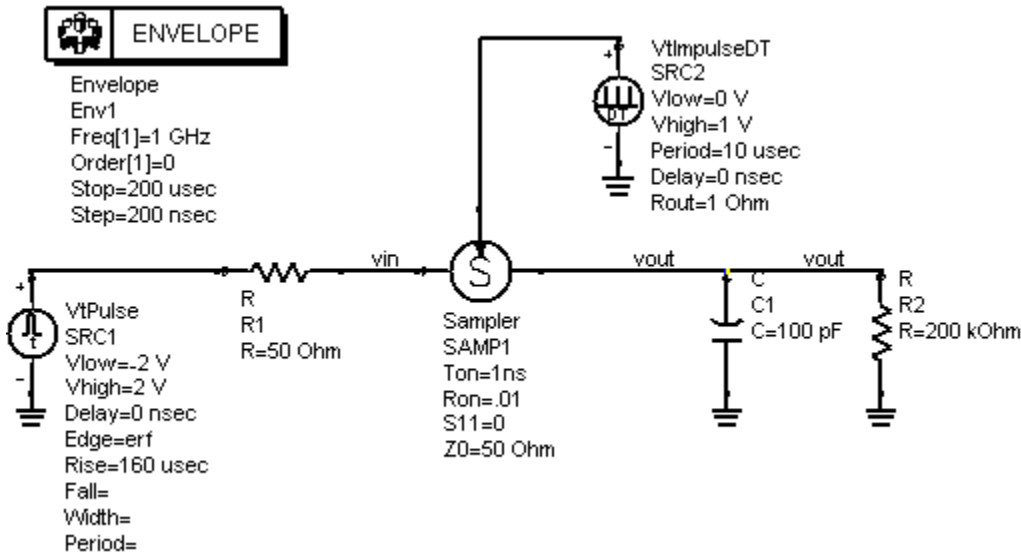 ENVELOPE
Envelope
Env1
Freq[1]=1 GHz
Order[1]=0
Stop=200 usec
Step=200 nsec
VtImpulseDT
SRC2
Vlow=0 V
Vhigh=1 V
Period=10 usec
Delay=0 nsec
Rout=1 Ohm
DT
+
-
+
-
t
VtPulse
SRC1
Vlow=-2 V
Vhigh=2 V
Delay=0 nsec
Edge=erf
Rise=160 usec
Fall=
Width=
Period=
R
R1
R=50 Ohm
vin
S
Sampler
SAMP1
Ton=1ns
Ron=.01
S11=0
Z0=50 Ohm
vout
C
C1
C=100 pF
vout
R
R2
R=200 kOhm